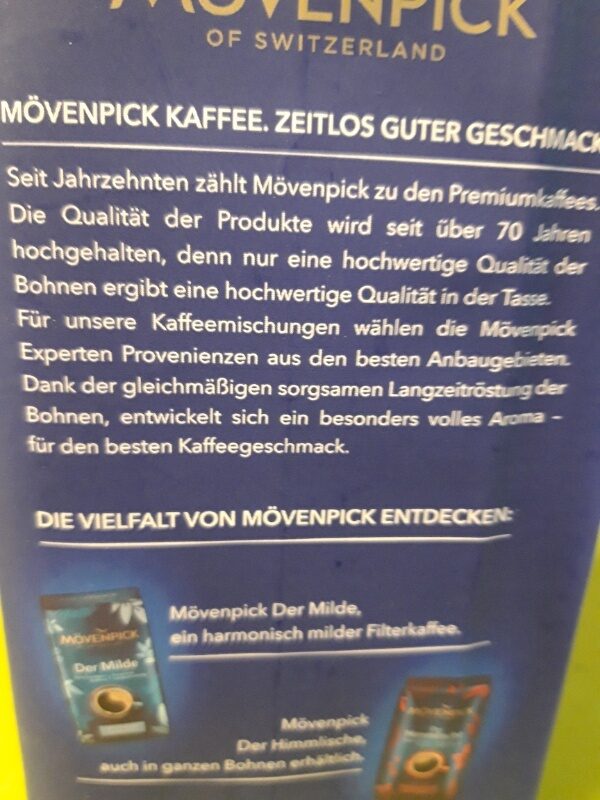 MÖVENPICK
OF SWITZERLAND
MÖVENPICK KAFFEE. ZEITLOS GUTER GESCHMACK
Seit Jahrzehnten zählt Mövenpick zu den Premiumkaffees.
Die Qualität der Produkte wird seit über 70 Jahren
hochgehalten, denn nur eine hochwertige Qualität der
Bohnen ergibt eine hochwertige Qualität in der Tasse.
Für unsere Kaffeemischungen wählen die Mövenpick
Experten Provenienzen aus den besten Anbaugebieten.
Dank der gleichmäßigen sorgsamen Langzeitröstung der
Bohnen, entwickelt sich ein besonders volles Aroma –
für den besten Kaffeegeschmack.
DIE VIELFALT VON MÖVENPICK ENTDECKEN:
Mövenpick Der Milde,
ein harmonisch milder Filterkaffee.
MÖVENPICK
Der Milde
Mövenpick
Der Himmlische,
auch in ganzen Bohnen erhältlich.
MÖVENPICK